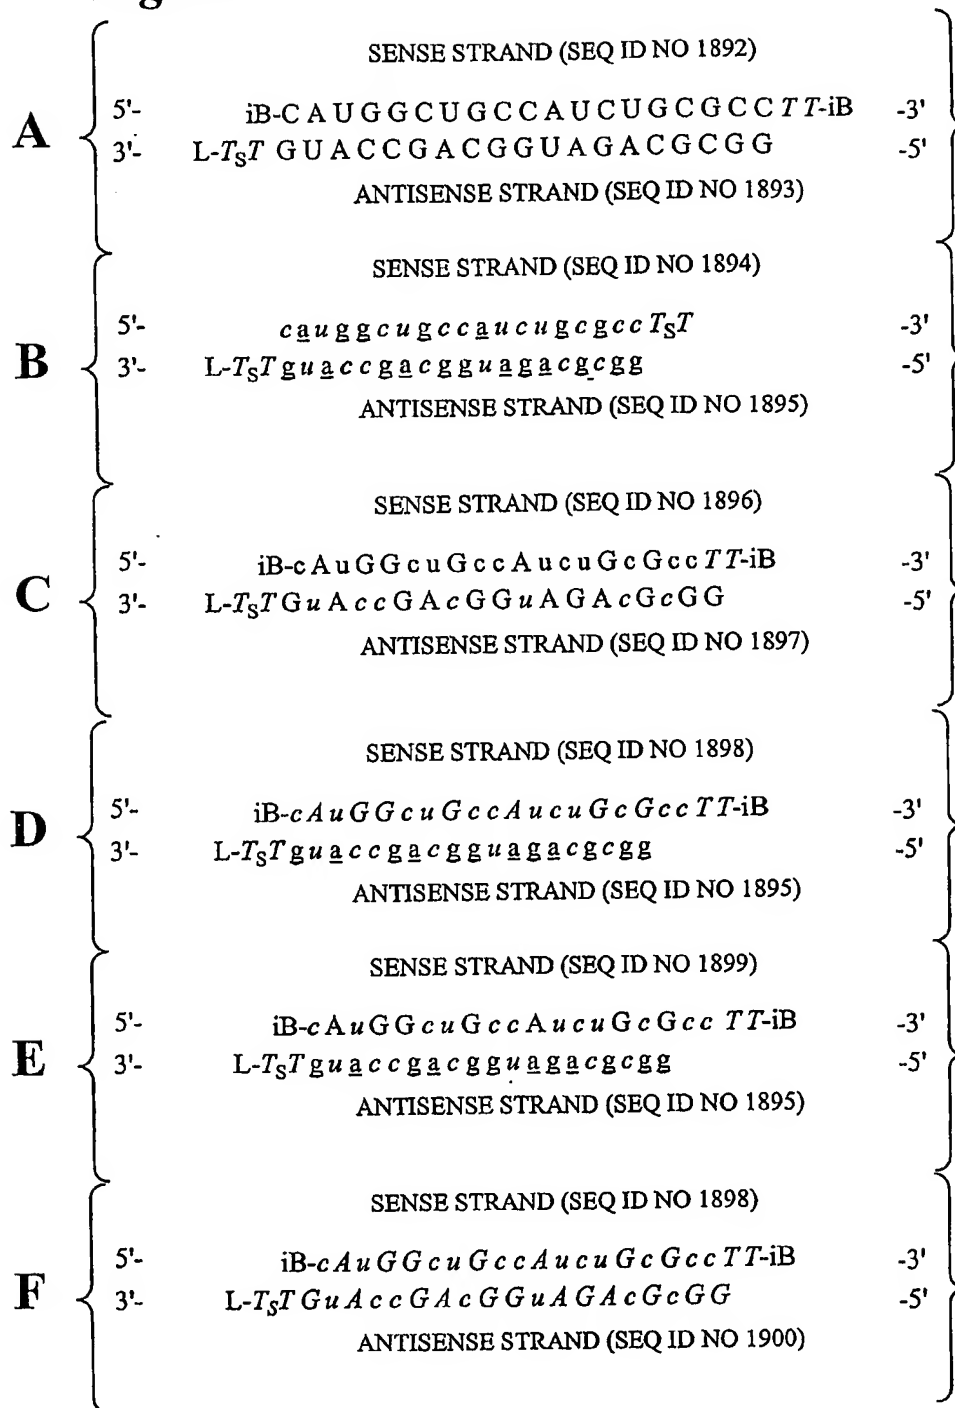 A
SENSE STRAND (SEQ ID NO 1892)
5'- iB-C A U G G C U G C C A U C U G C G C C T T-iB -3'
3'- L-TST G U A C C G A C G G U A G A C G C G G -5'
ANTISENSE STRAND (SEQ ID NO 1893)
B
SENSE STRAND (SEQ ID NO 1894)
5'- c a u g g c u g c c a u c u g c g c c TST -3'
3'- L-TST g u a c c g a c g g u a g a c g c g g -5'
ANTISENSE STRAND (SEQ ID NO 1895)
C
SENSE STRAND (SEQ ID NO 1896)
5'- iB-c A u G G c u G c c A u c u G c G c c T T-iB -3'
3'- L-TST G u A c c G A c G G u A G A c G c G G -5'
ANTISENSE STRAND (SEQ ID NO 1897)
D
SENSE STRAND (SEQ ID NO 1898)
5'- iB-c A u G G c u G c c A u c u G c G c c T T-iB -3'
3'- L-TST g u a c c g a c g g u a g a c g c g g -5'
ANTISENSE STRAND (SEQ ID NO 1895)
E
SENSE STRAND (SEQ ID NO 1899)
5'- iB-c A u G G c u G c c A u c u G c G c c T T-iB -3'
3'- L-TST g u a c c g a c g g u a g a c g c g g -5'
ANTISENSE STRAND (SEQ ID NO 1895)
F
SENSE STRAND (SEQ ID NO 1898)
5'- iB-c A u G G c u G c c A u c u G c G c c T T-iB -3'
3'- L-TST G u A c c G A c G G u A G A c G c G G -5'
ANTISENSE STRAND (SEQ ID NO 1900)